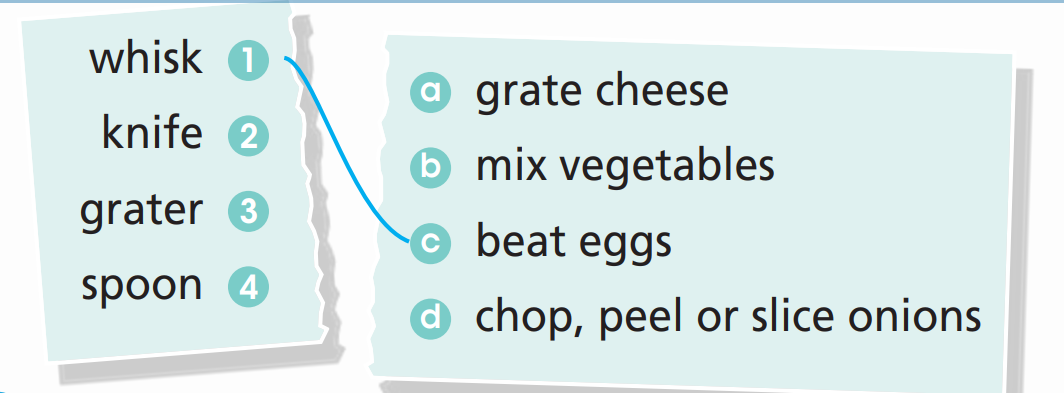 whisk 1
knife 2
grater 3
spoon 4
a grate cheese
b mix vegetables
c beat eggs
d chop, peel or slice onions